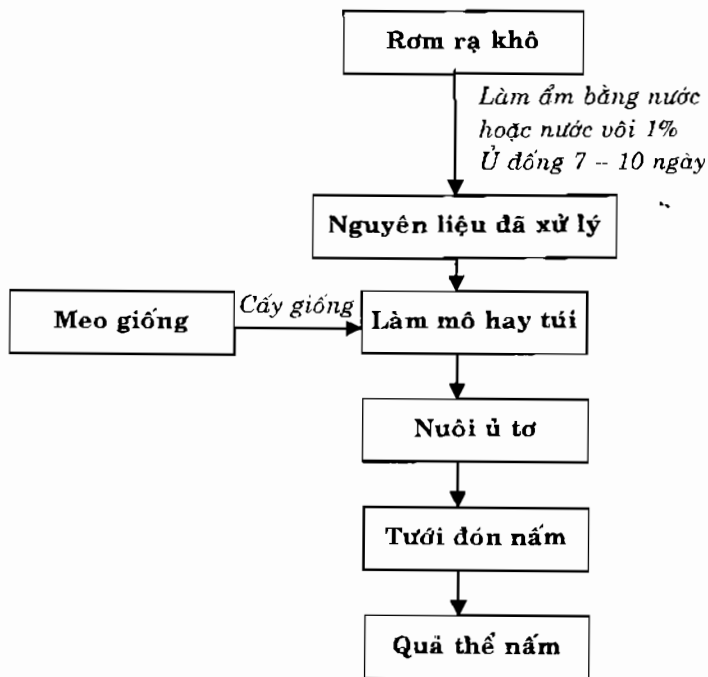 Rơm rạ khô
Làm ẩm bằng nước
hoặc nước vôi 1%
Ủ đống 7 -- 10 ngày
Nguyên liệu đã xử lý
Meo giống
Cấy giống
Làm mô hay túi
Nuôi ủ tơ
Tưới đón nấm
Quả thể nấm